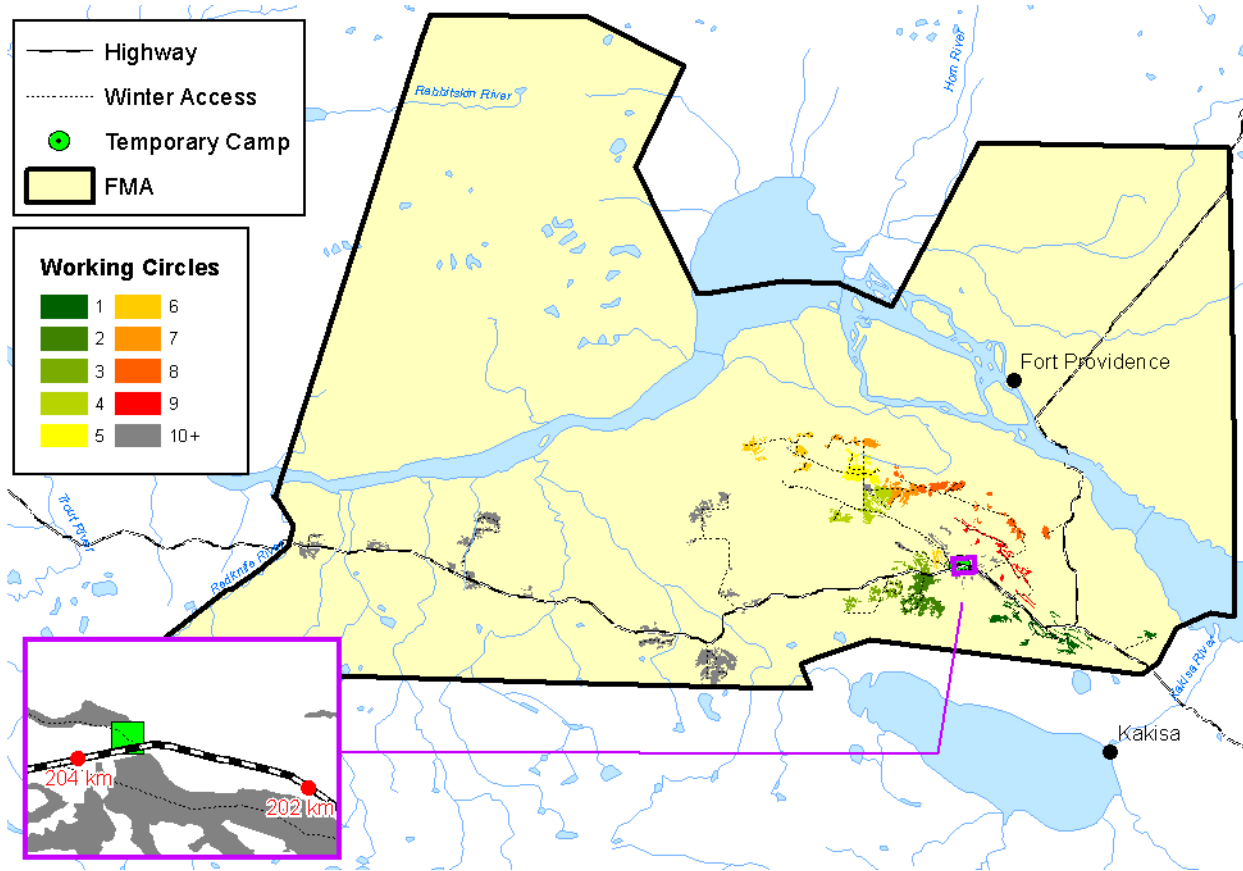 Highway
Winter Access
Temporary Camp
FMA
Working Circles
1 6
2 7
3 8
4 9
5 10+
Rabbitskin River
Horn River
Fort Providence
Trout River
Redknife River
Kakisa River
Kakisa
204 km
202 km